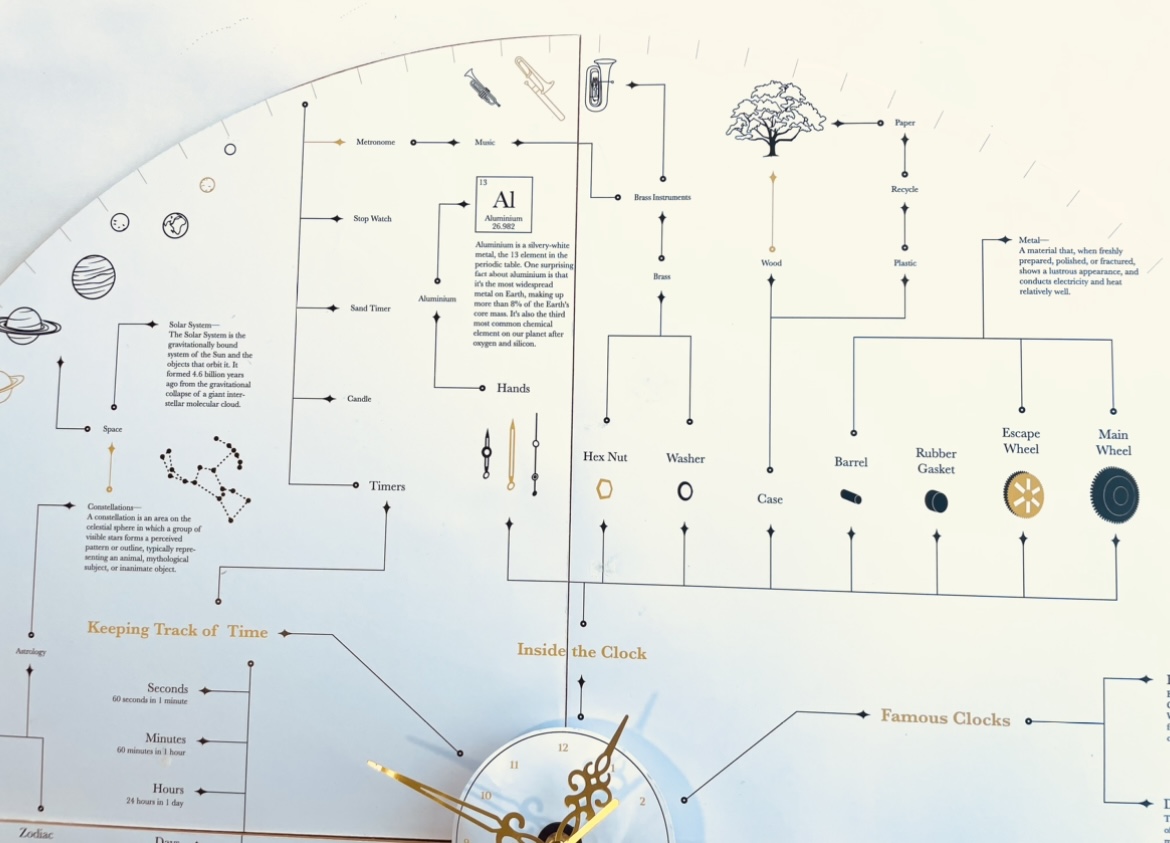 Metronome
Music
Stop Watch
Sand Timer
Candle
Timers
13
Al
Aluminium
26.982
Aluminium is a silvery-white
metal, the 13 element in the
periodic table. One surprising
fact about aluminium is that
it's the most widespread
metal on Earth, making up
more than 8% of the Earth's
core mass. It's also the third
most common chemical
element on our planet after
oxygen and silicon.
Aluminium
Hands
Brass Instruments
Brass
Hex Nut
Washer
Paper
Recycle
Plastic
Wood
Case
Metal—
A material that, when freshly
prepared, polished, or fractured,
shows a lustrous appearance, and
conducts electricity and heat
relatively well.
Barrel
Rubber
Gasket
Escape
Wheel
Main
Wheel
Solar System—
The Solar System is the
gravitationally bound
system of the Sun and the
objects that orbit it. It
formed 4.6 billion years
ago from the gravitational
collapse of a giant inter-
stellar molecular cloud.
Space
Constellations—
A constellation is an area on the
celestial sphere in which a group of
visible stars forms a perceived
pattern or outline, typically repre-
senting an animal, mythological
subject, or inanimate object.
Astrology
Zodiac
Keeping Track of Time
Seconds
60 seconds in 1 minute
Minutes
60 minutes in 1 hour
Hours
24 hours in 1 day
Inside the Clock
Famous Clocks
12
11
10
1
2